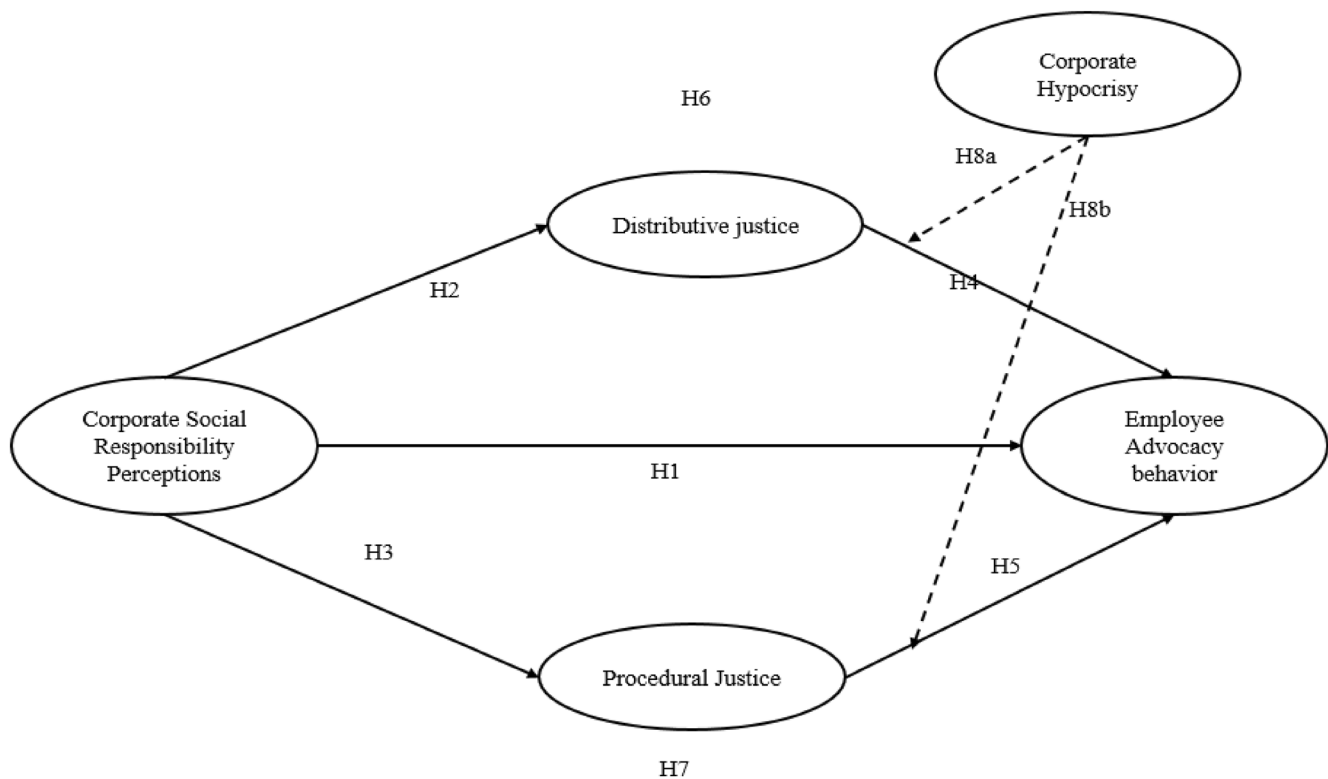 Corporate
Hypocrisy
H6
H8a
H8b
Distributive justice
H2
H4
Corporate Social
Responsibility
Perceptions
Employee
Advocacy
behavior
H1
H3
H5
Procedural Justice
H7